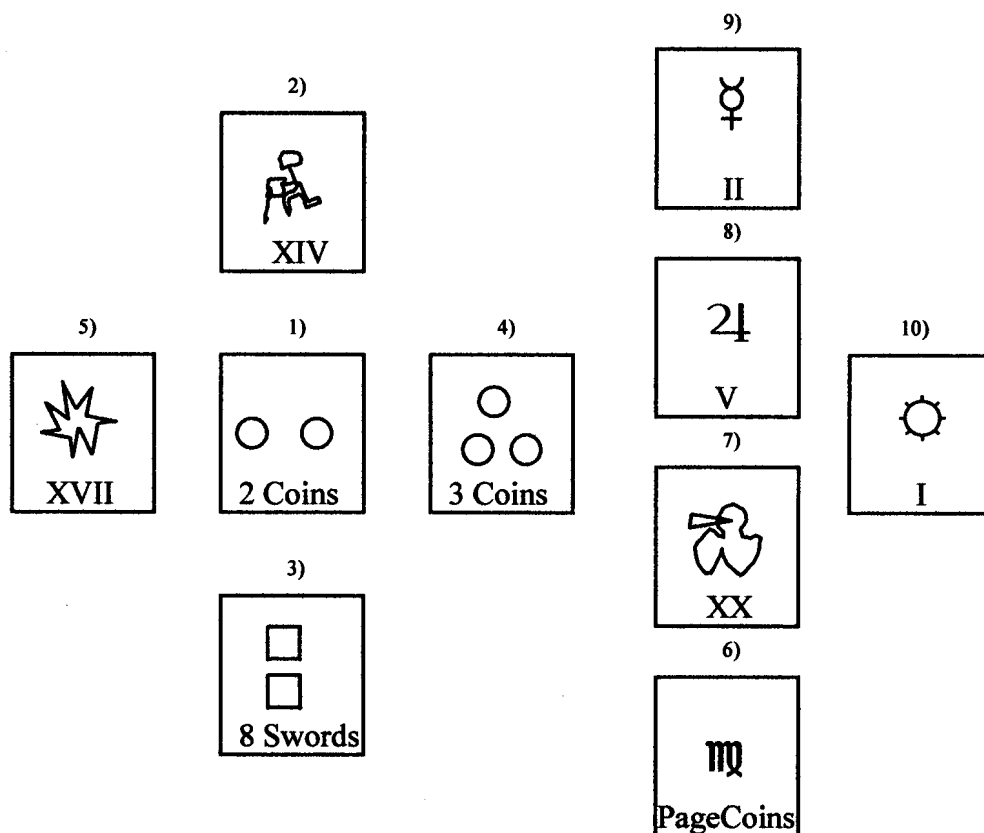 9)
II
2)
XIV
8)
V
5)
XVII
1)
2 Coins
4)
3 Coins
10)
I
7)
XX
3)
8 Swords
6)
PageCoins